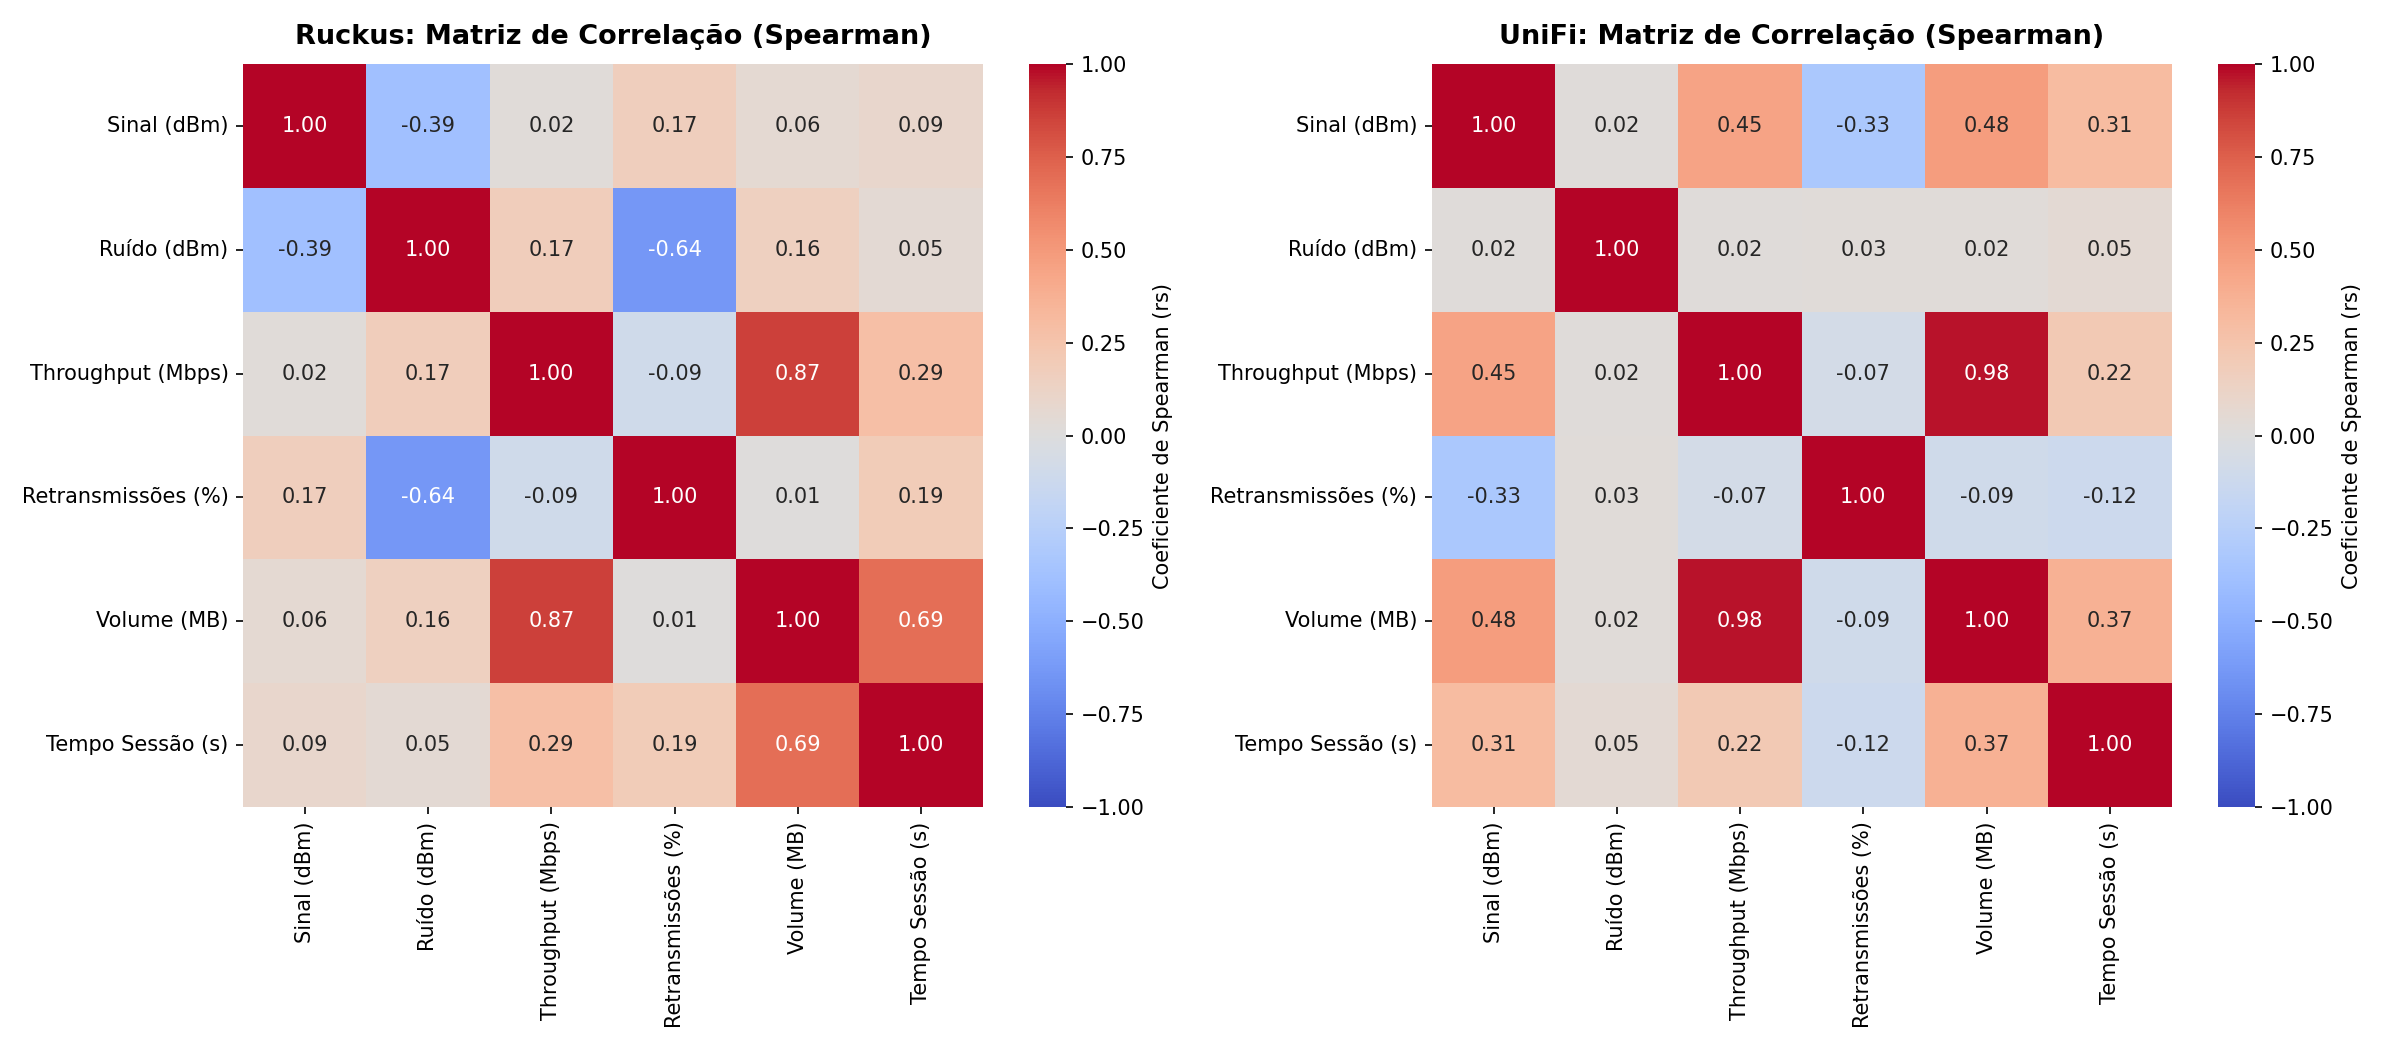 Ruckus: Matriz de Correlação (Spearman)
Sinal (dBm) 1.00 -0.39 0.02 0.17 0.06 0.09
Ruído (dBm) -0.39 1.00 0.17 -0.64 0.16 0.05
Throughput (Mbps) 0.02 0.17 1.00 -0.09 0.87 0.29
Retransmissões (%) 0.17 -0.64 -0.09 1.00 0.01 0.19
Volume (MB) 0.06 0.16 0.87 0.01 1.00 0.69
Tempo Sessão (s) 0.09 0.05 0.29 0.19 0.69 1.00
Sinal (dBm)
Ruído (dBm)
Throughput (Mbps)
Retransmissões (%)
Volume (MB)
Tempo Sessão (s)
1.00
0.75
0.50
0.25
0.00
−0.25
−0.50
−0.75
−1.00
Coeficiente de Spearman (rs)
UniFi: Matriz de Correlação (Spearman)
Sinal (dBm) 1.00 0.02 0.45 -0.33 0.48 0.31
Ruído (dBm) 0.02 1.00 0.02 0.03 0.02 0.05
Throughput (Mbps) 0.45 0.02 1.00 -0.07 0.98 0.22
Retransmissões (%) -0.33 0.03 -0.07 1.00 -0.09 -0.12
Volume (MB) 0.48 0.02 0.98 -0.09 1.00 0.37
Tempo Sessão (s) 0.31 0.05 0.22 -0.12 0.37 1.00
Sinal (dBm)
Ruído (dBm)
Throughput (Mbps)
Retransmissões (%)
Volume (MB)
Tempo Sessão (s)
1.00
0.75
0.50
0.25
0.00
−0.25
−0.50
−0.75
−1.00
Coeficiente de Spearman (rs)